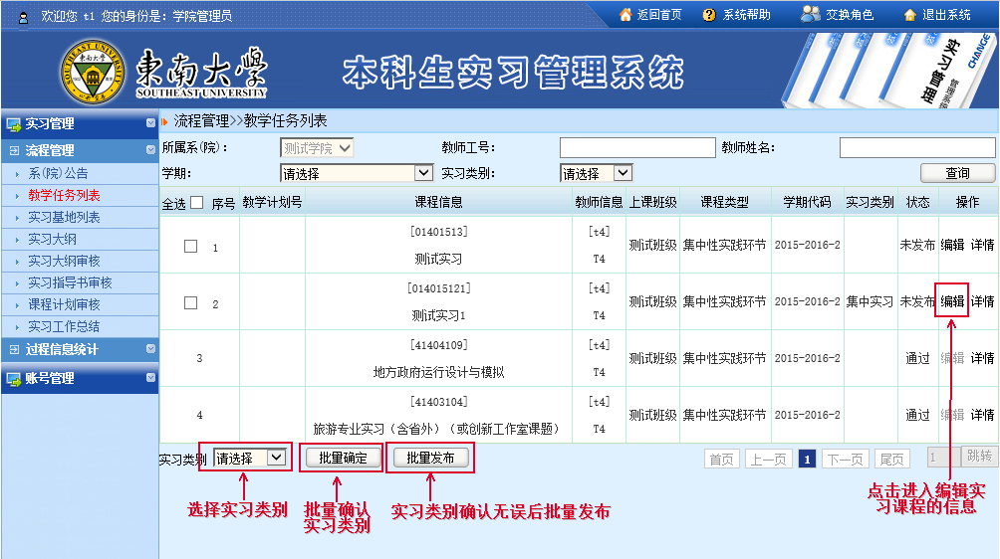 欢迎您 t1 您的身份是：学院管理员
返回首页 系统帮助 交换角色 退出系统
東南大學
SOUTHEAST UNIVERSITY
本科生实习管理系统
实习管理
管理系统
CHANGE
实习管理
流程管理
系(院)公告
教学任务列表
实习基地列表
实习大纲
实习大纲审核
实习指导书审核
课程计划审核
实习工作总结
过程信息统计
账号管理
流程管理>>教学任务列表
所属系(院)： 测试学院 教师工号： 教师姓名：
学期： 请选择 实习类别： 请选择 查询
全选 序号 教学计划号 课程信息 教师信息 上课班级 课程类型 学期代码 实习类别 状态 操作
[01401513] [t4]
1 测试班级 集中性实践环节 2015-2016-2 未发布 编辑 详情
测试实习 T4
[014015121] [t4]
2 测试班级 集中性实践环节 2015-2016-2 集中实习 未发布 编辑 详情
测试实习1 T4
[41404109] [t4]
3 测试班级 集中性实践环节 2015-2016-2 通过 编辑 详情
地方政府运行设计与模拟 T4
[41403104] [t4]
4 测试班级 集中性实践环节 2015-2016-2 通过 编辑 详情
旅游专业实习（含省外）（或创新工作室课题） T4
实习类别 请选择 批量确定 批量发布 首页 上一页 1 下一页 尾页 1 跳转
选择实习类别
批量确认
实习类别
实习类别确认无误后批量发布
点击进入编辑实
习课程的信息